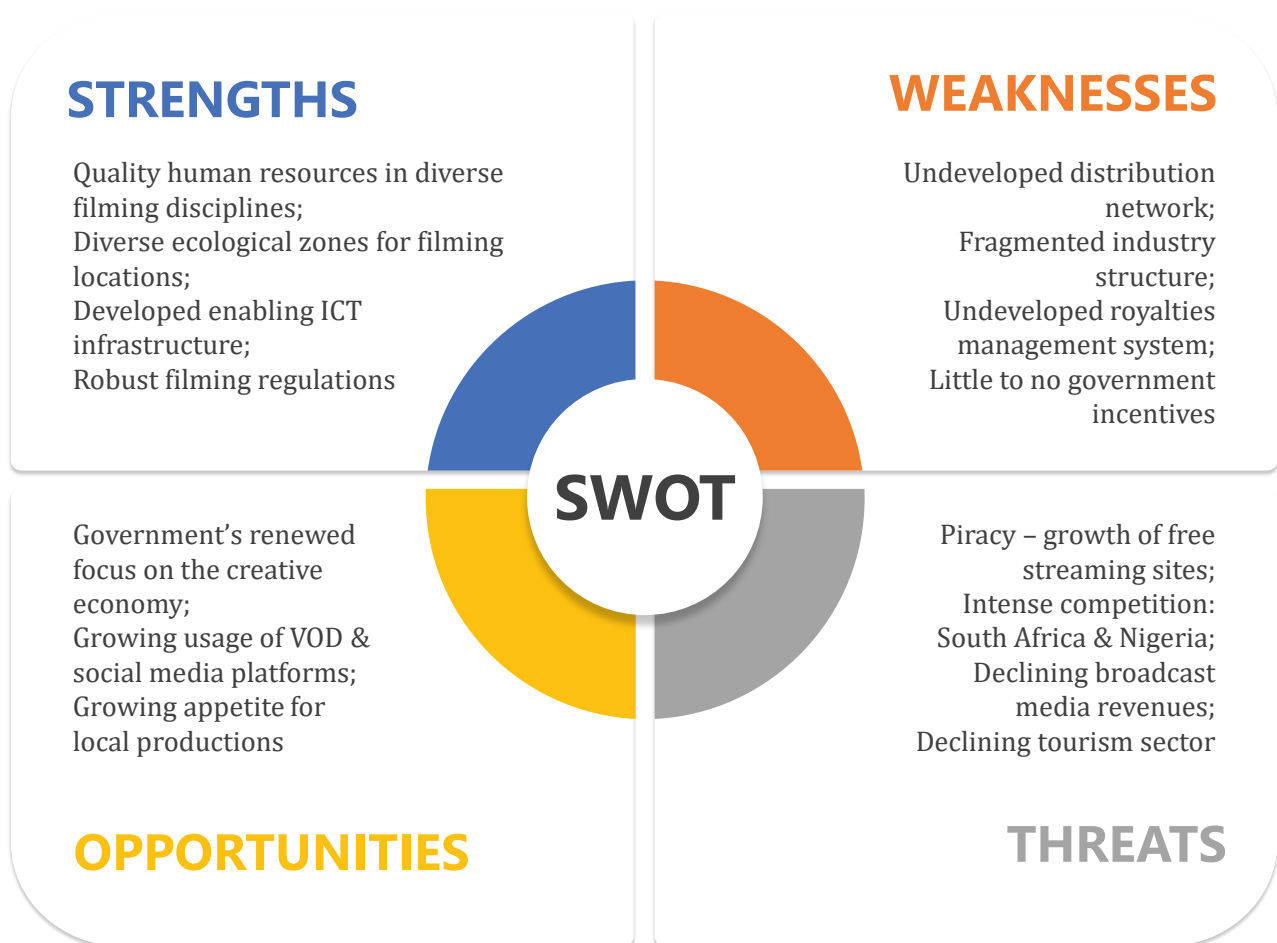 STRENGTHS
Quality human resources in diverse
filming disciplines;
Diverse ecological zones for filming
locations;
Developed enabling ICT
infrastructure;
Robust filming regulations
WEAKNESSES
Undeveloped distribution
network;
Fragmented industry
structure;
Undeveloped royalties
management system;
Little to no government
incentives
SWOT
Government’s renewed
focus on the creative
economy;
Growing usage of VOD &
social media platforms;
Growing appetite for
local productions
OPPORTUNITIES
Piracy – growth of free
streaming sites;
Intense competition:
South Africa & Nigeria;
Declining broadcast
media revenues;
Declining tourism sector
THREATS